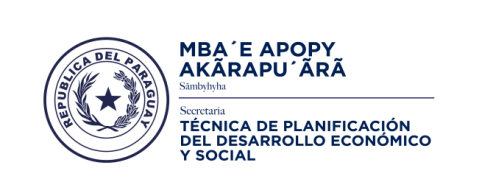 REPUBLICA DEL PARAGUAY
MBA´E APOPY
AKÃRAPU´ÃRÃ
Sãmbyhyha
Secretaría
TÉCNICA DE PLANIFICACIÓN
DEL DESARROLLO ECONÓMICO
Y SOCIAL